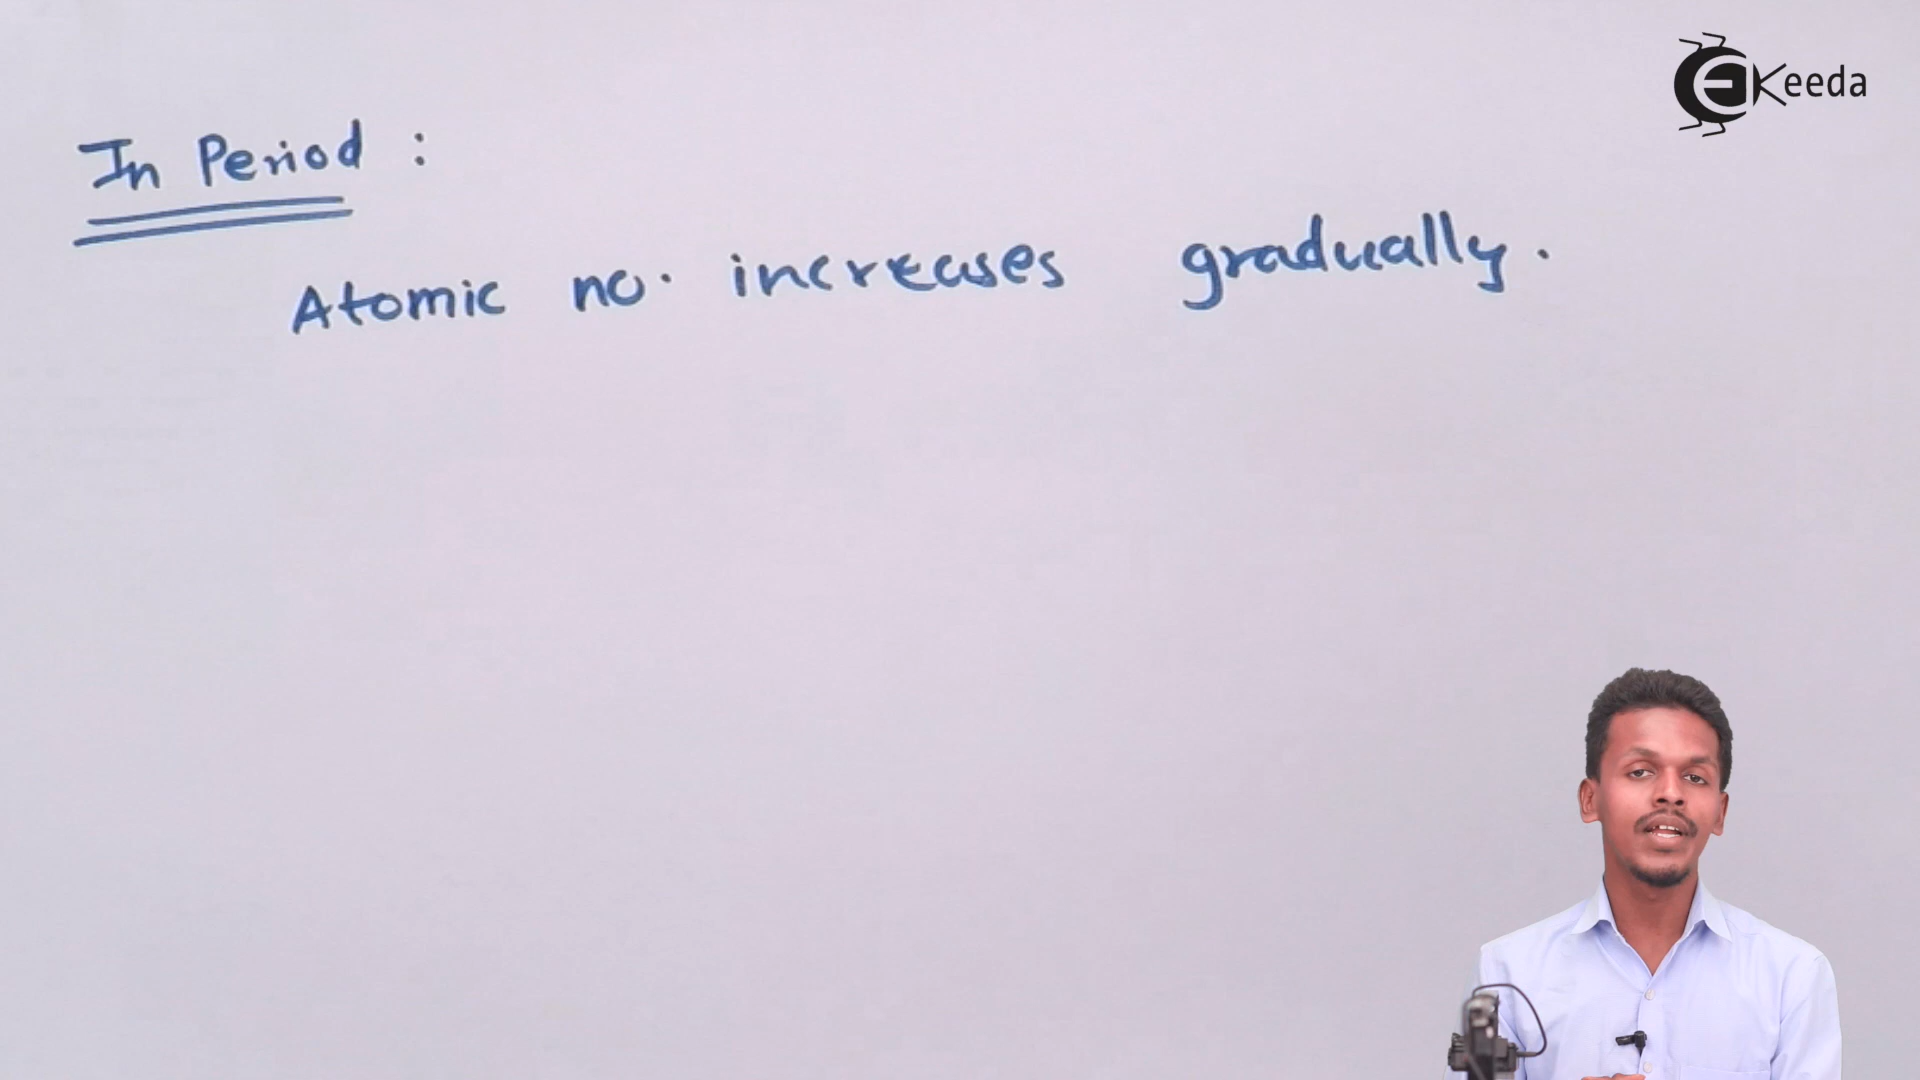 EKeeda
In Period :
Atomic no. increases gradually.